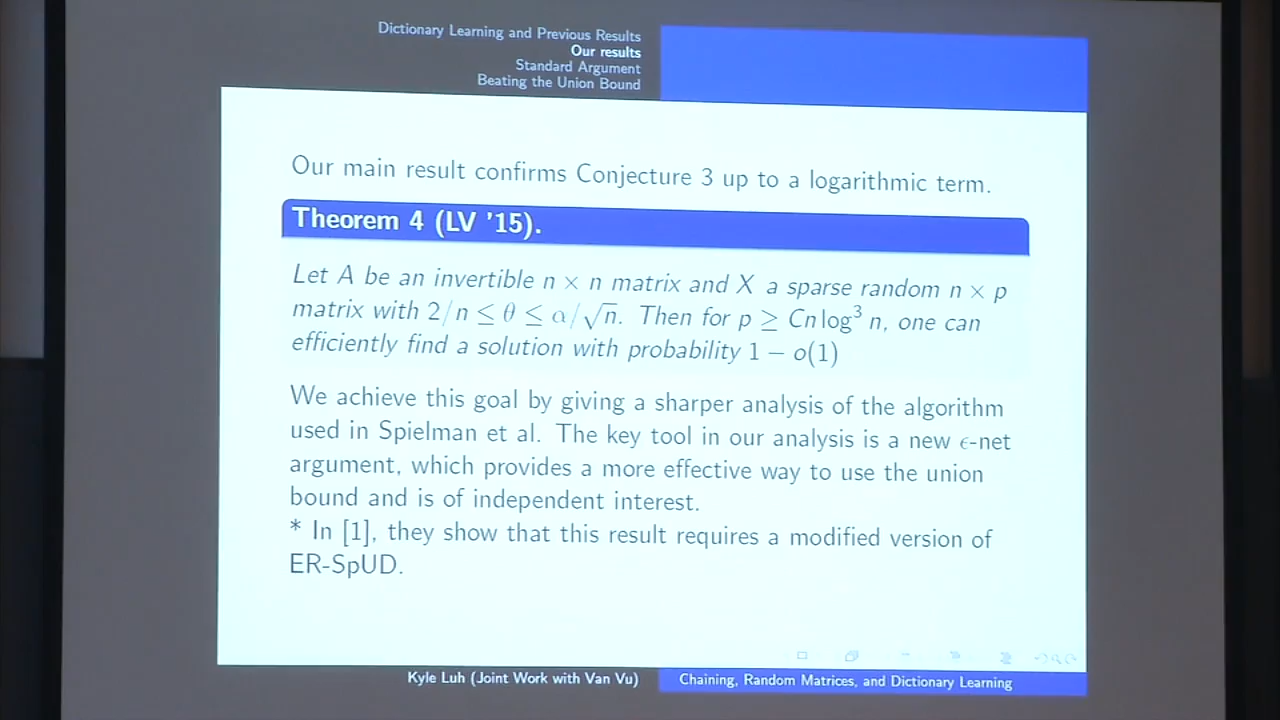 Dictionary Learning and Previous Results
Our results
Standard Argument
Beating the Union Bound
Our main result confirms Conjecture 3 up to a logarithmic term.
Theorem 4 (LV '15).
Let A be an invertible n × n matrix and X a sparse random n × p
matrix with 2/n ≤ θ ≤ α/√n. Then for p ≥ Cn log³ n, one can
efficiently find a solution with probability 1 − o(1)
We achieve this goal by giving a sharper analysis of the algorithm
used in Spielman et al. The key tool in our analysis is a new ϵ-net
argument, which provides a more effective way to use the union
bound and is of independent interest.
* In [1], they show that this result requires a modified version of
ER-SpUD.
Kyle Luh (Joint Work with Van Vu)
Chaining, Random Matrices, and Dictionary Learning